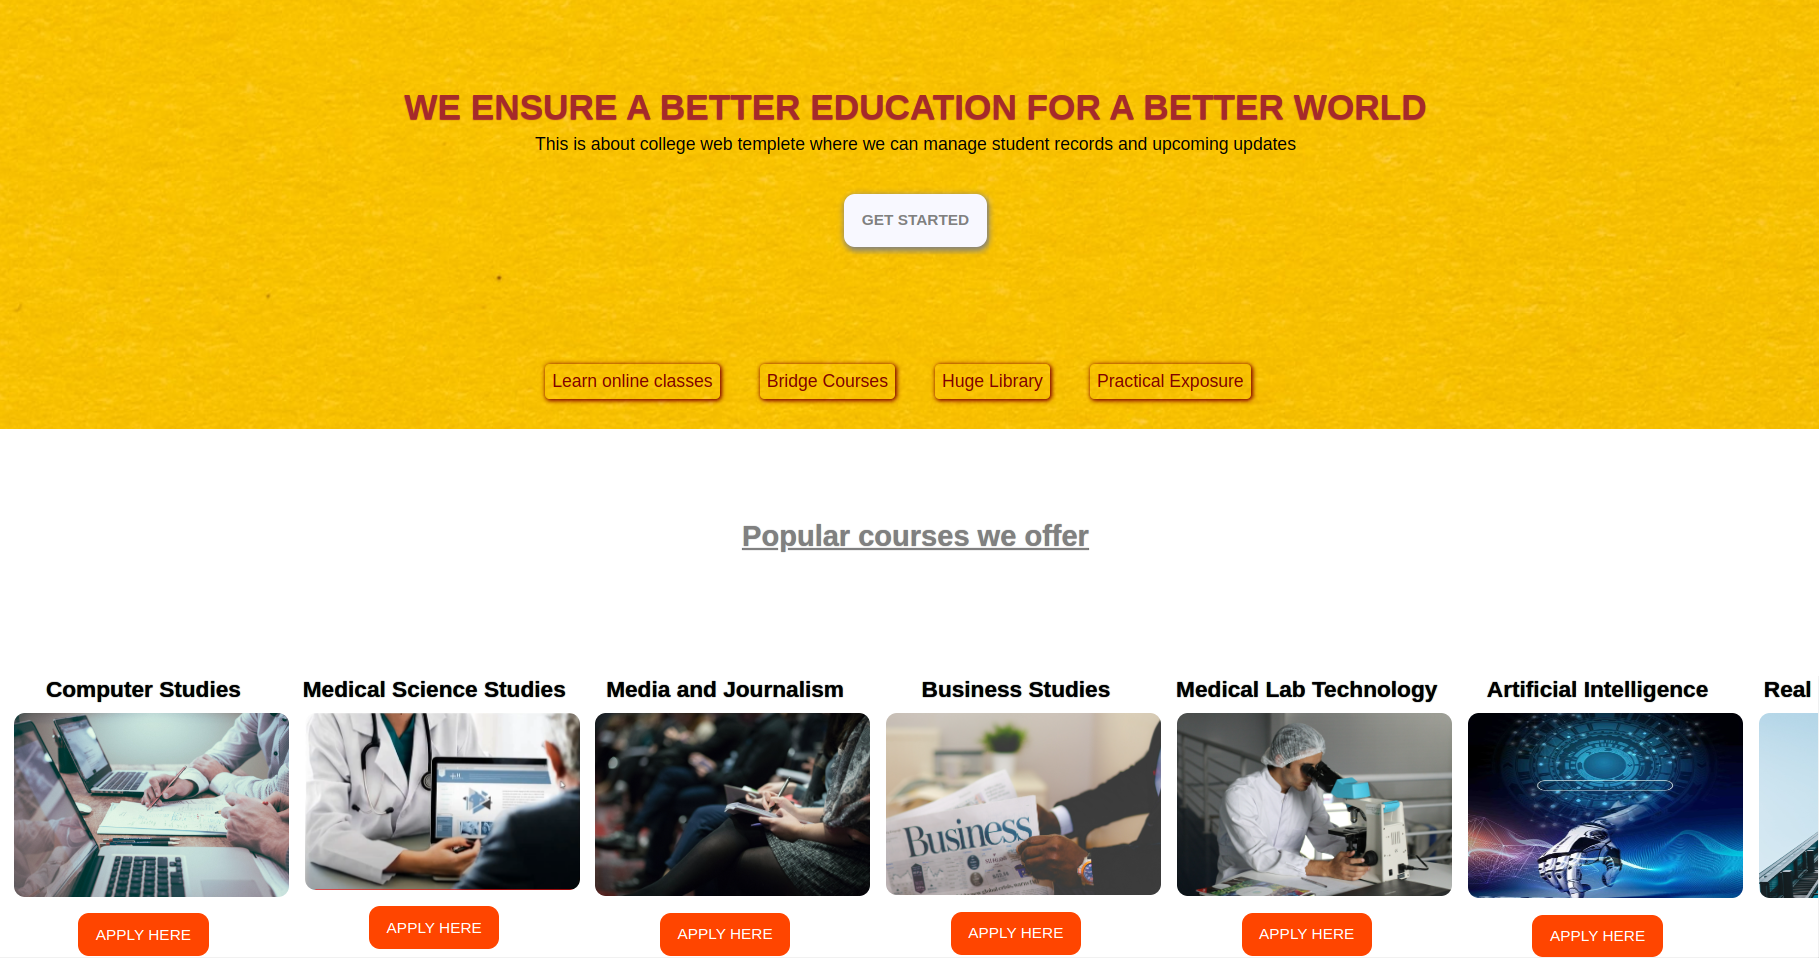 WE ENSURE A BETTER EDUCATION FOR A BETTER WORLD
This is about college web templete where we can manage student records and upcoming updates
GET STARTED
Learn online classes Bridge Courses Huge Library Practical Exposure
Popular courses we offer
Computer Studies Medical Science Studies Media and Journalism Business Studies Medical Lab Technology Artificial Intelligence Real
Business
APPLY HERE APPLY HERE APPLY HERE APPLY HERE APPLY HERE APPLY HERE